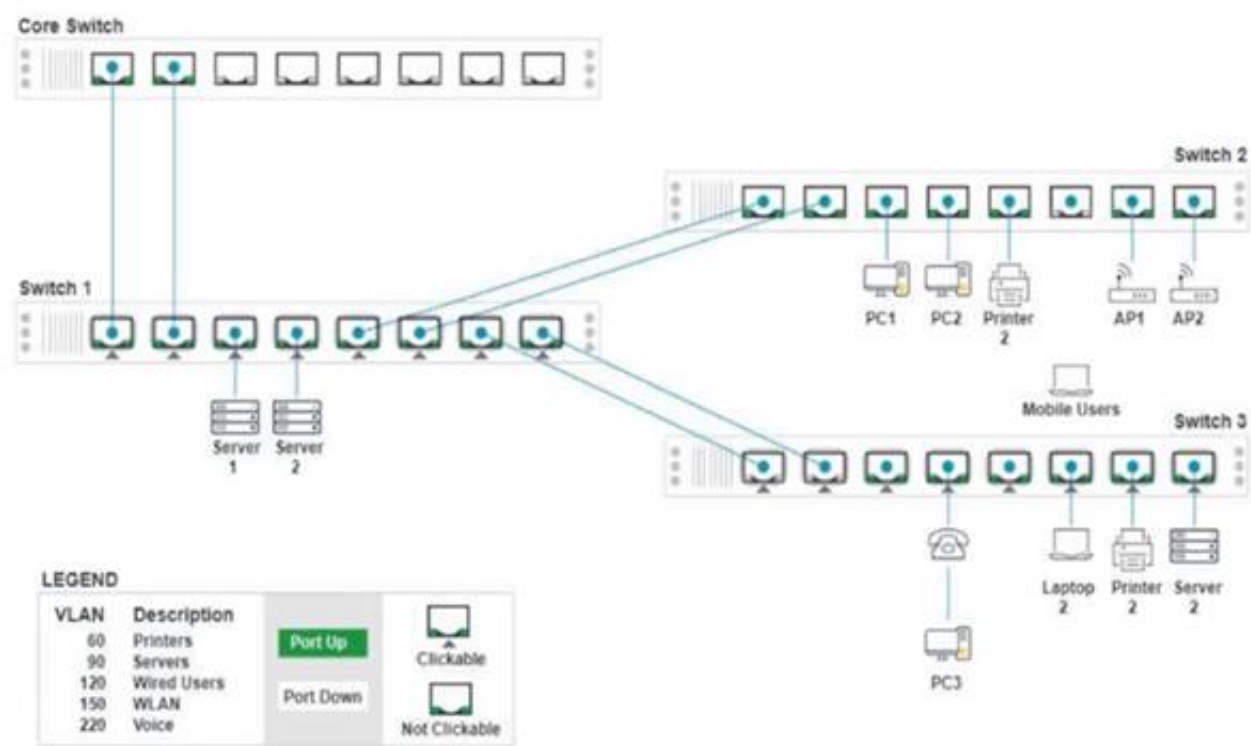 Core Switch
Switch 2
PC1
PC2
Printer
2
AP1
AP2
Switch 1
Server
1
Server
2
Mobile Users
Switch 3
Laptop
2
Printer
2
Server
2
PC3
LEGEND
VLAN Description
60 Printers
90 Servers
120 Wired Users
150 WLAN
220 Voice
Port Up
Port Down
Clickable
Not Clickable